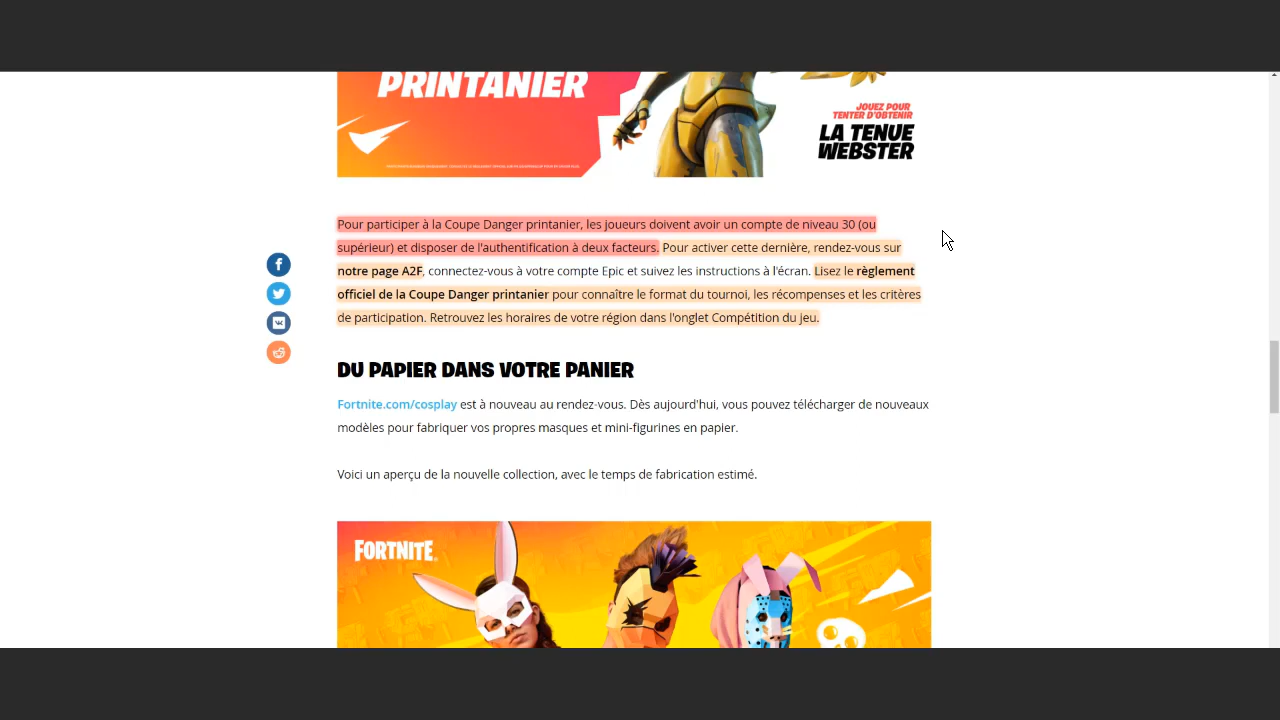 PRINTANIER
JOUEZ POUR
TENTER D'OBTENIR
LA TENUE
WEBSTER
Pour participer à la Coupe Danger printanier, les joueurs doivent avoir un compte de niveau 30 (ou
supérieur) et disposer de l'authentification à deux facteurs. Pour activer cette dernière, rendez-vous sur
notre page A2F, connectez-vous à votre compte Epic et suivez les instructions à l'écran. Lisez le règlement
officiel de la Coupe Danger printanier pour connaître le format du tournoi, les récompenses et les critères
de participation. Retrouvez les horaires de votre région dans l'onglet Compétition du jeu.
DU PAPIER DANS VOTRE PANIER
Fortnite.com/cosplay est à nouveau au rendez-vous. Dès aujourd'hui, vous pouvez télécharger de nouveaux
modèles pour fabriquer vos propres masques et mini-figurines en papier.
Voici un aperçu de la nouvelle collection, avec le temps de fabrication estimé.
FORTNITE